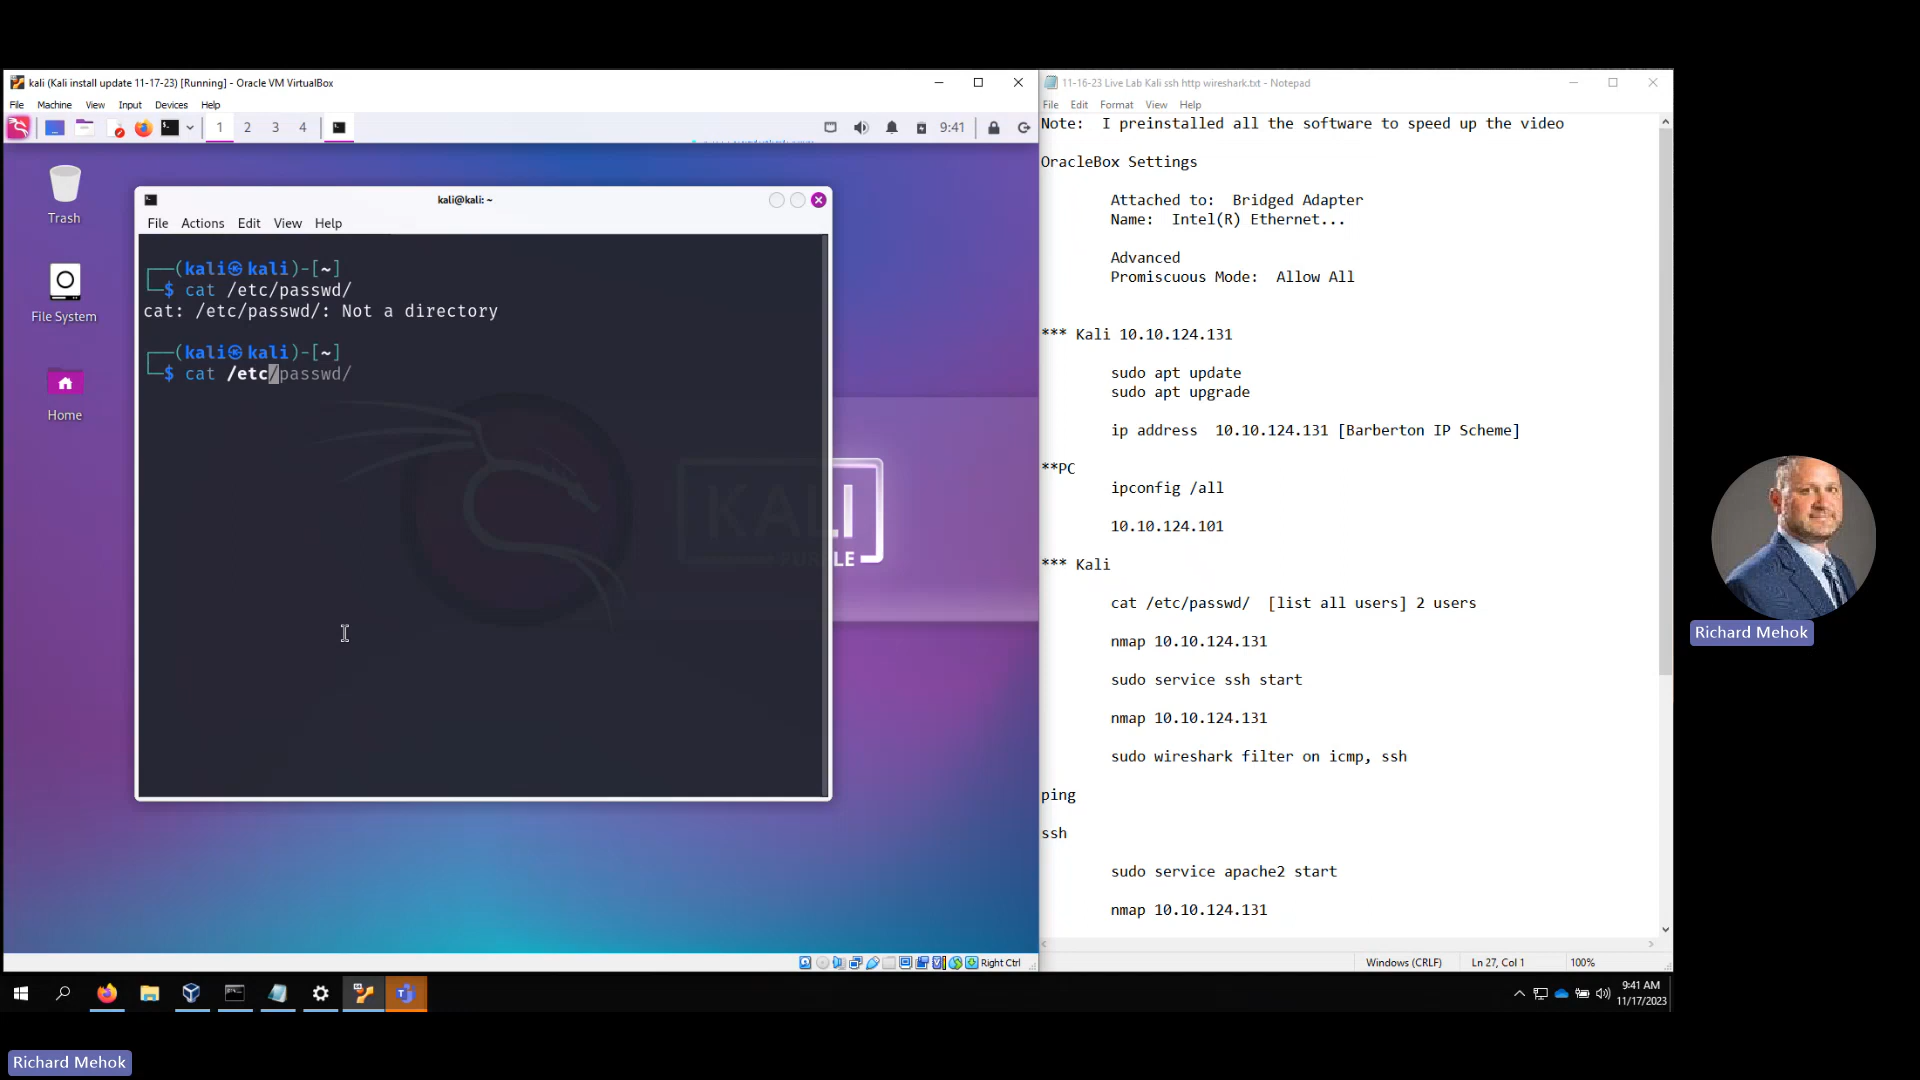 kali (Kali install update 11-17-23) [Running] - Oracle VM VirtualBox
File Machine View Input Devices Help
1 2 3 4 9:41
Trash
File System
Home
kali@kali: ~
File Actions Edit View Help
┌──(kali㉿kali)-[~]
└─$ cat /etc/passwd/
cat: /etc/passwd/: Not a directory
┌──(kali㉿kali)-[~]
└─$ cat /etc/passwd/
KALI
PURPLE
Right Ctrl
11-16-23 Live Lab Kali ssh http wireshark.txt - Notepad
File Edit Format View Help
Note: I preinstalled all the software to speed up the video
OracleBox Settings
Attached to: Bridged Adapter
Name: Intel(R) Ethernet...
Advanced
Promiscuous Mode: Allow All
*** Kali 10.10.124.131
sudo apt update
sudo apt upgrade
ip address 10.10.124.131 [Barberton IP Scheme]
**PC
ipconfig /all
10.10.124.101
*** Kali
cat /etc/passwd/ [list all users] 2 users
nmap 10.10.124.131
sudo service ssh start
nmap 10.10.124.131
sudo wireshark filter on icmp, ssh
ping
ssh
sudo service apache2 start
nmap 10.10.124.131
Windows (CRLF) Ln 27, Col 1 100%
9:41 AM
11/17/2023
Richard Mehok
Richard Mehok